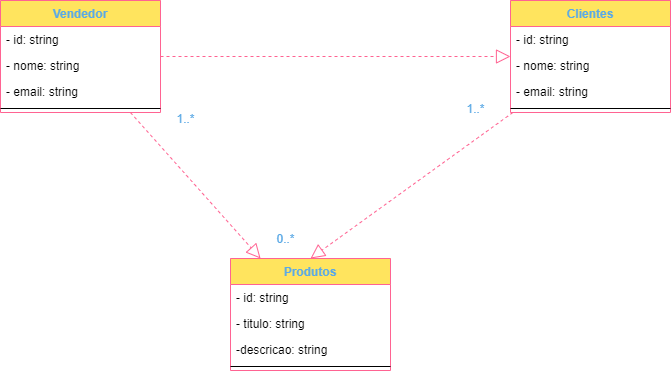 Vendedor
- id: string
- nome: string
- email: string
Clientes
- id: string
- nome: string
- email: string
1..*
1..*
0..*
Produtos
- id: string
- titulo: string
-descricao: string